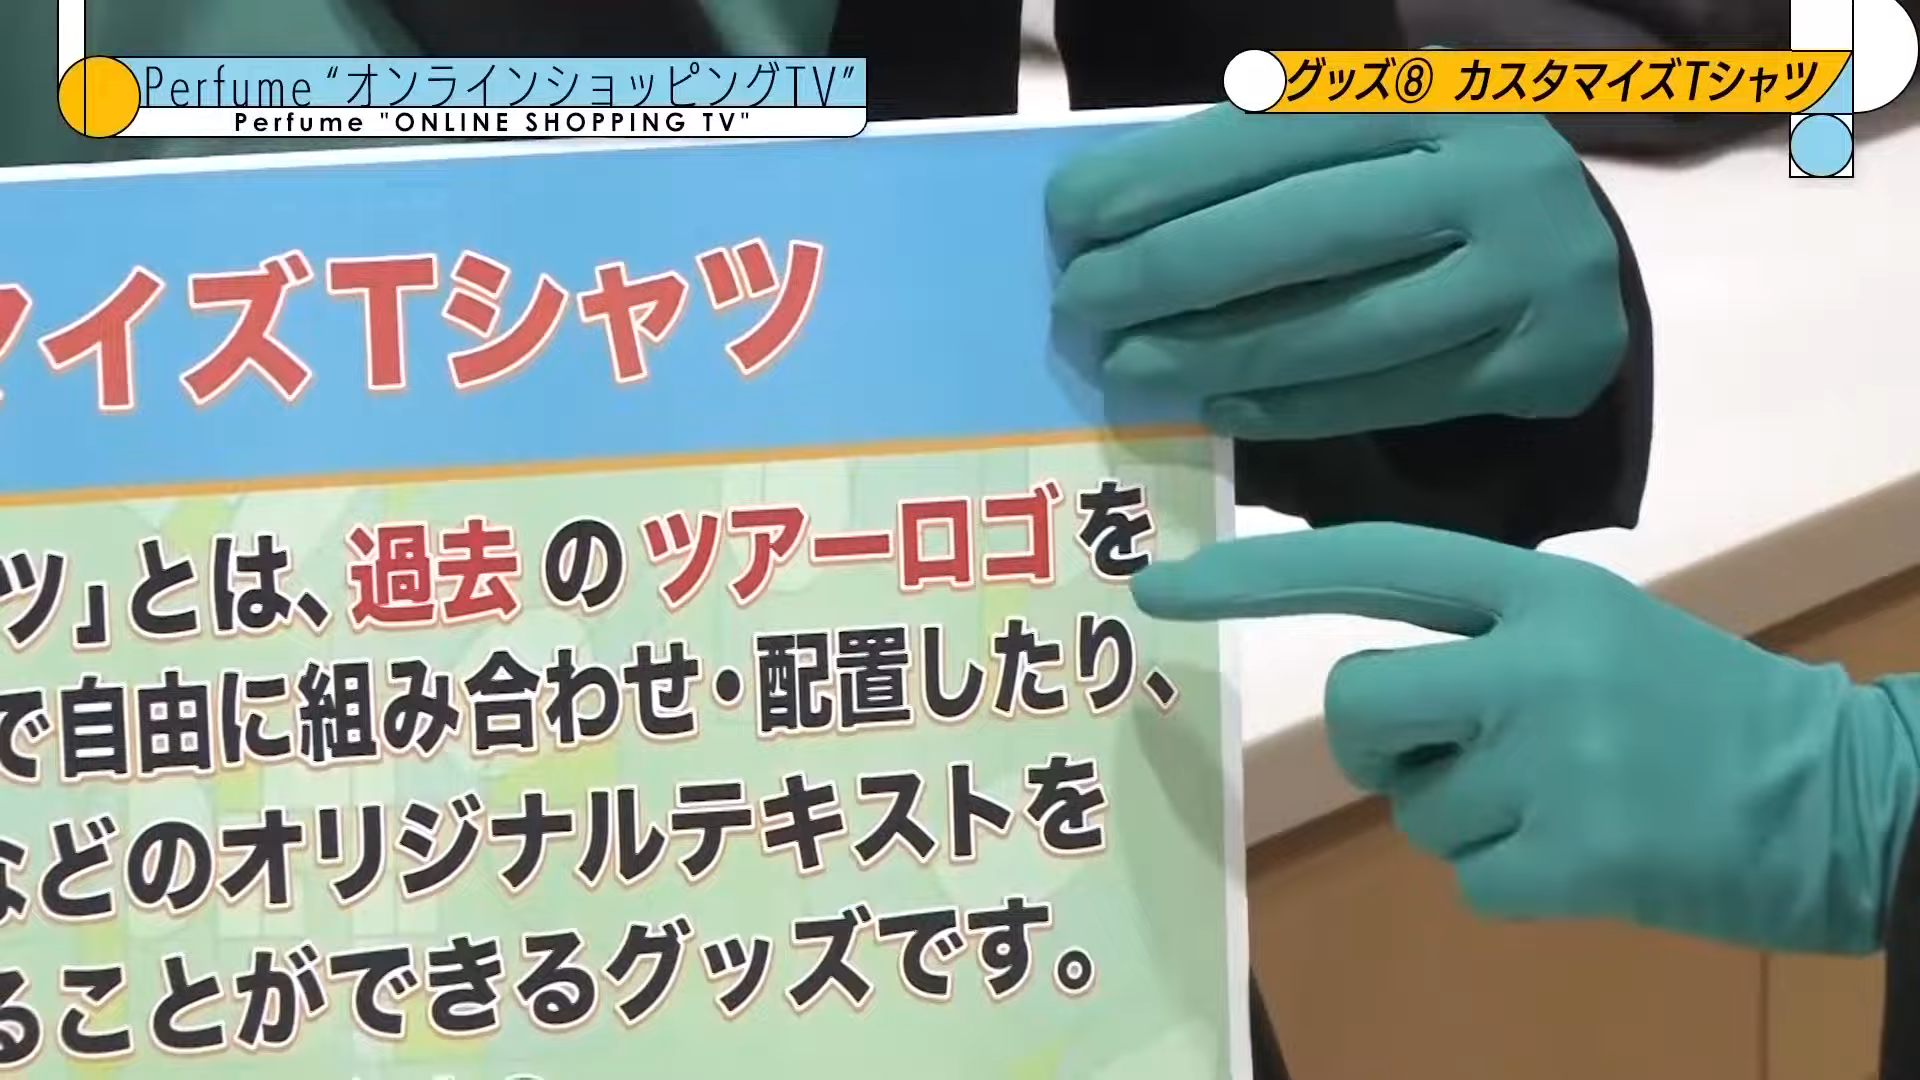 Perfume “オンラインショッピングTV”
Perfume "ONLINE SHOPPING TV"
グッズ⑧ カスタマイズTシャツ
マイズTシャツ
ツ」とは、過去のツアーロゴを
で自由に組み合わせ・配置したり、
などのオリジナルテキストを
ることができるグッズです。